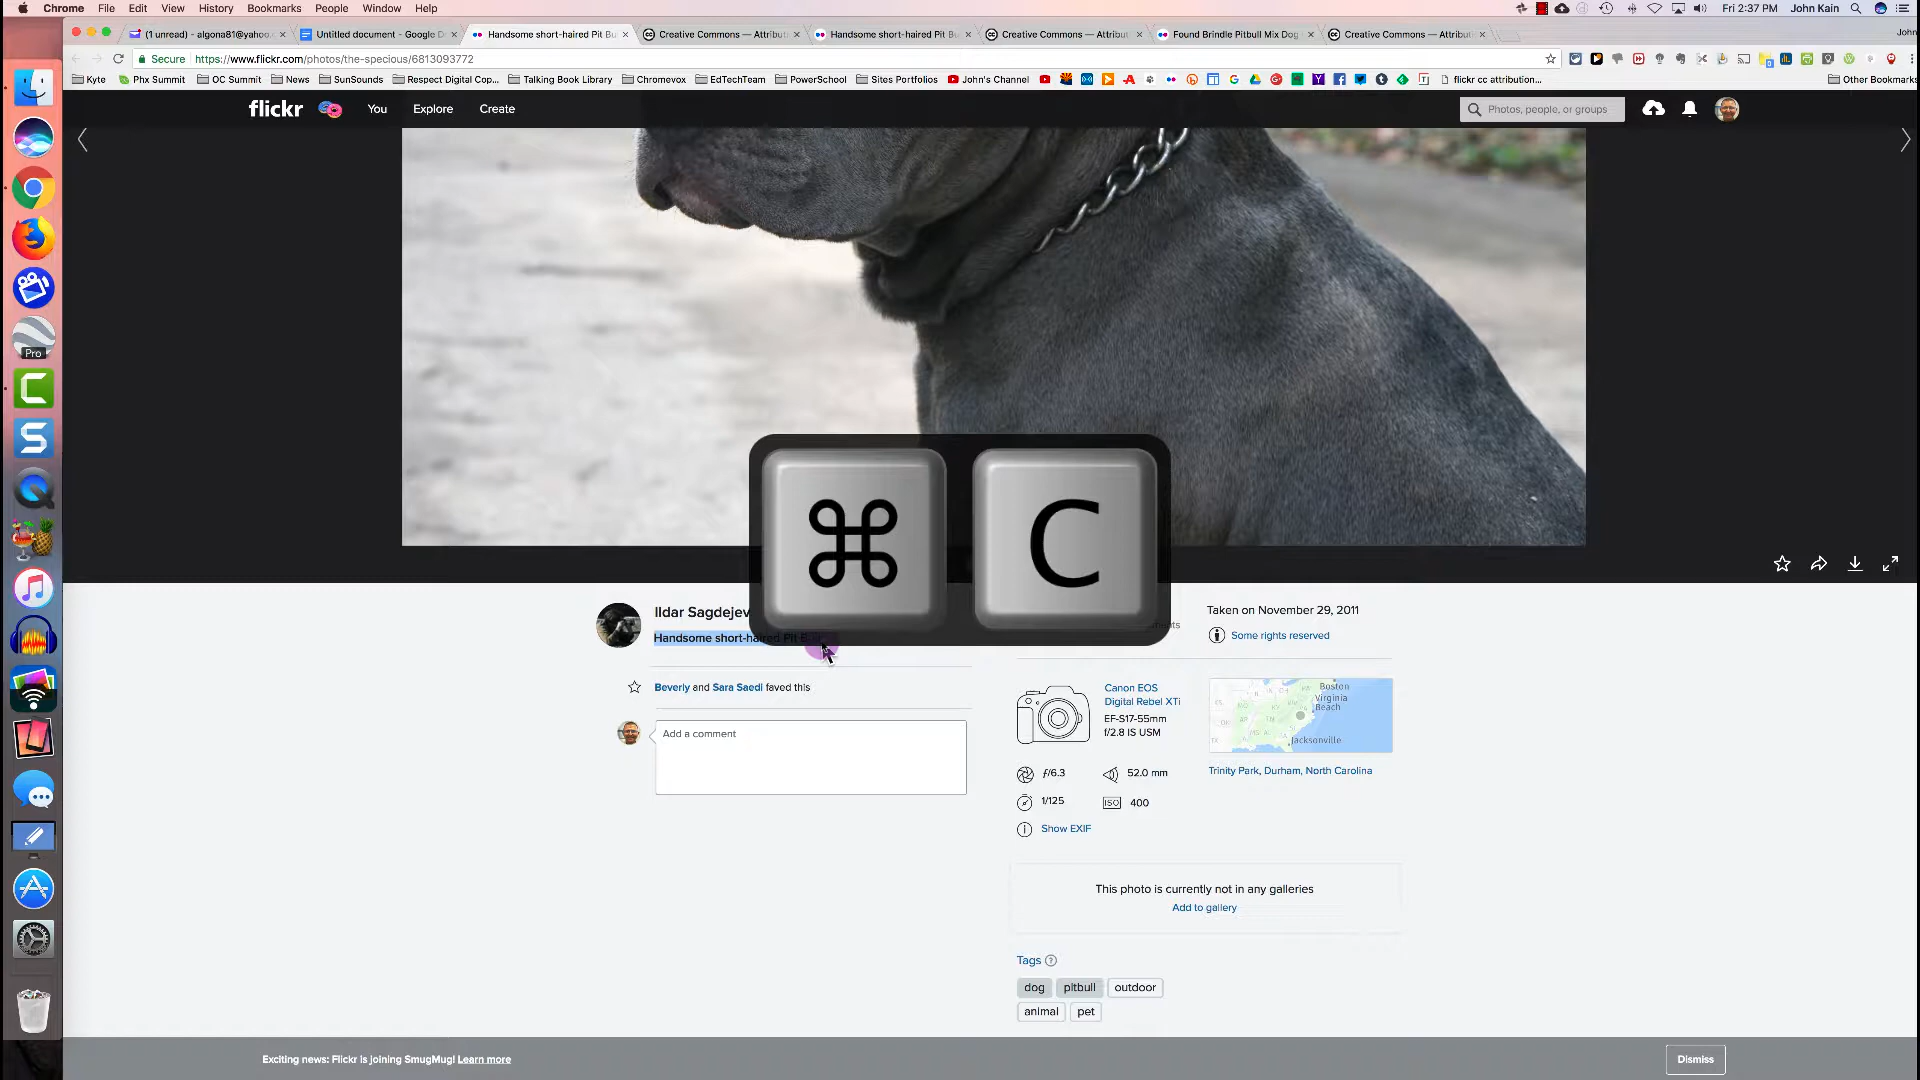 Chrome File Edit View History Bookmarks People Window Help Fri 2:37 PM John Kain
(1 unread) - algona81@yahoo. Untitled document - Google D Handsome short-haired Pit Bu Creative Commons — Attributi Handsome short-haired Pit Bu Creative Commons — Attributi Found Brindle Pitbull Mix Dog Creative Commons — Attributi John
Secure https://www.flickr.com/photos/the-specious/6813093772
Kyte Phx Summit OC Summit News SunSounds Respect Digital Cop... Talking Book Library Chromevox EdTechTeam PowerSchool Sites Portfolios John's Channel flickr cc attribution... Other Bookmarks
flickr You Explore Create Photos, people, or groups
Pro
⌘ C
Ildar Sagdejev
Handsome short-haired Pit B
Taken on November 29, 2011
Some rights reserved
Beverly and Sara Saedi faved this
Add a comment
Canon EOS
Digital Rebel XTi
EF-S17-55mm
f/2.8 IS USM
ƒ/6.3 52.0 mm
1/125 ISO 400
Show EXIF
Boston
Virginia
Beach
Jacksonville
Trinity Park, Durham, North Carolina
This photo is currently not in any galleries
Add to gallery
Tags
dog pitbull outdoor
animal pet
Exciting news: Flickr is joining SmugMug! Learn more Dismiss